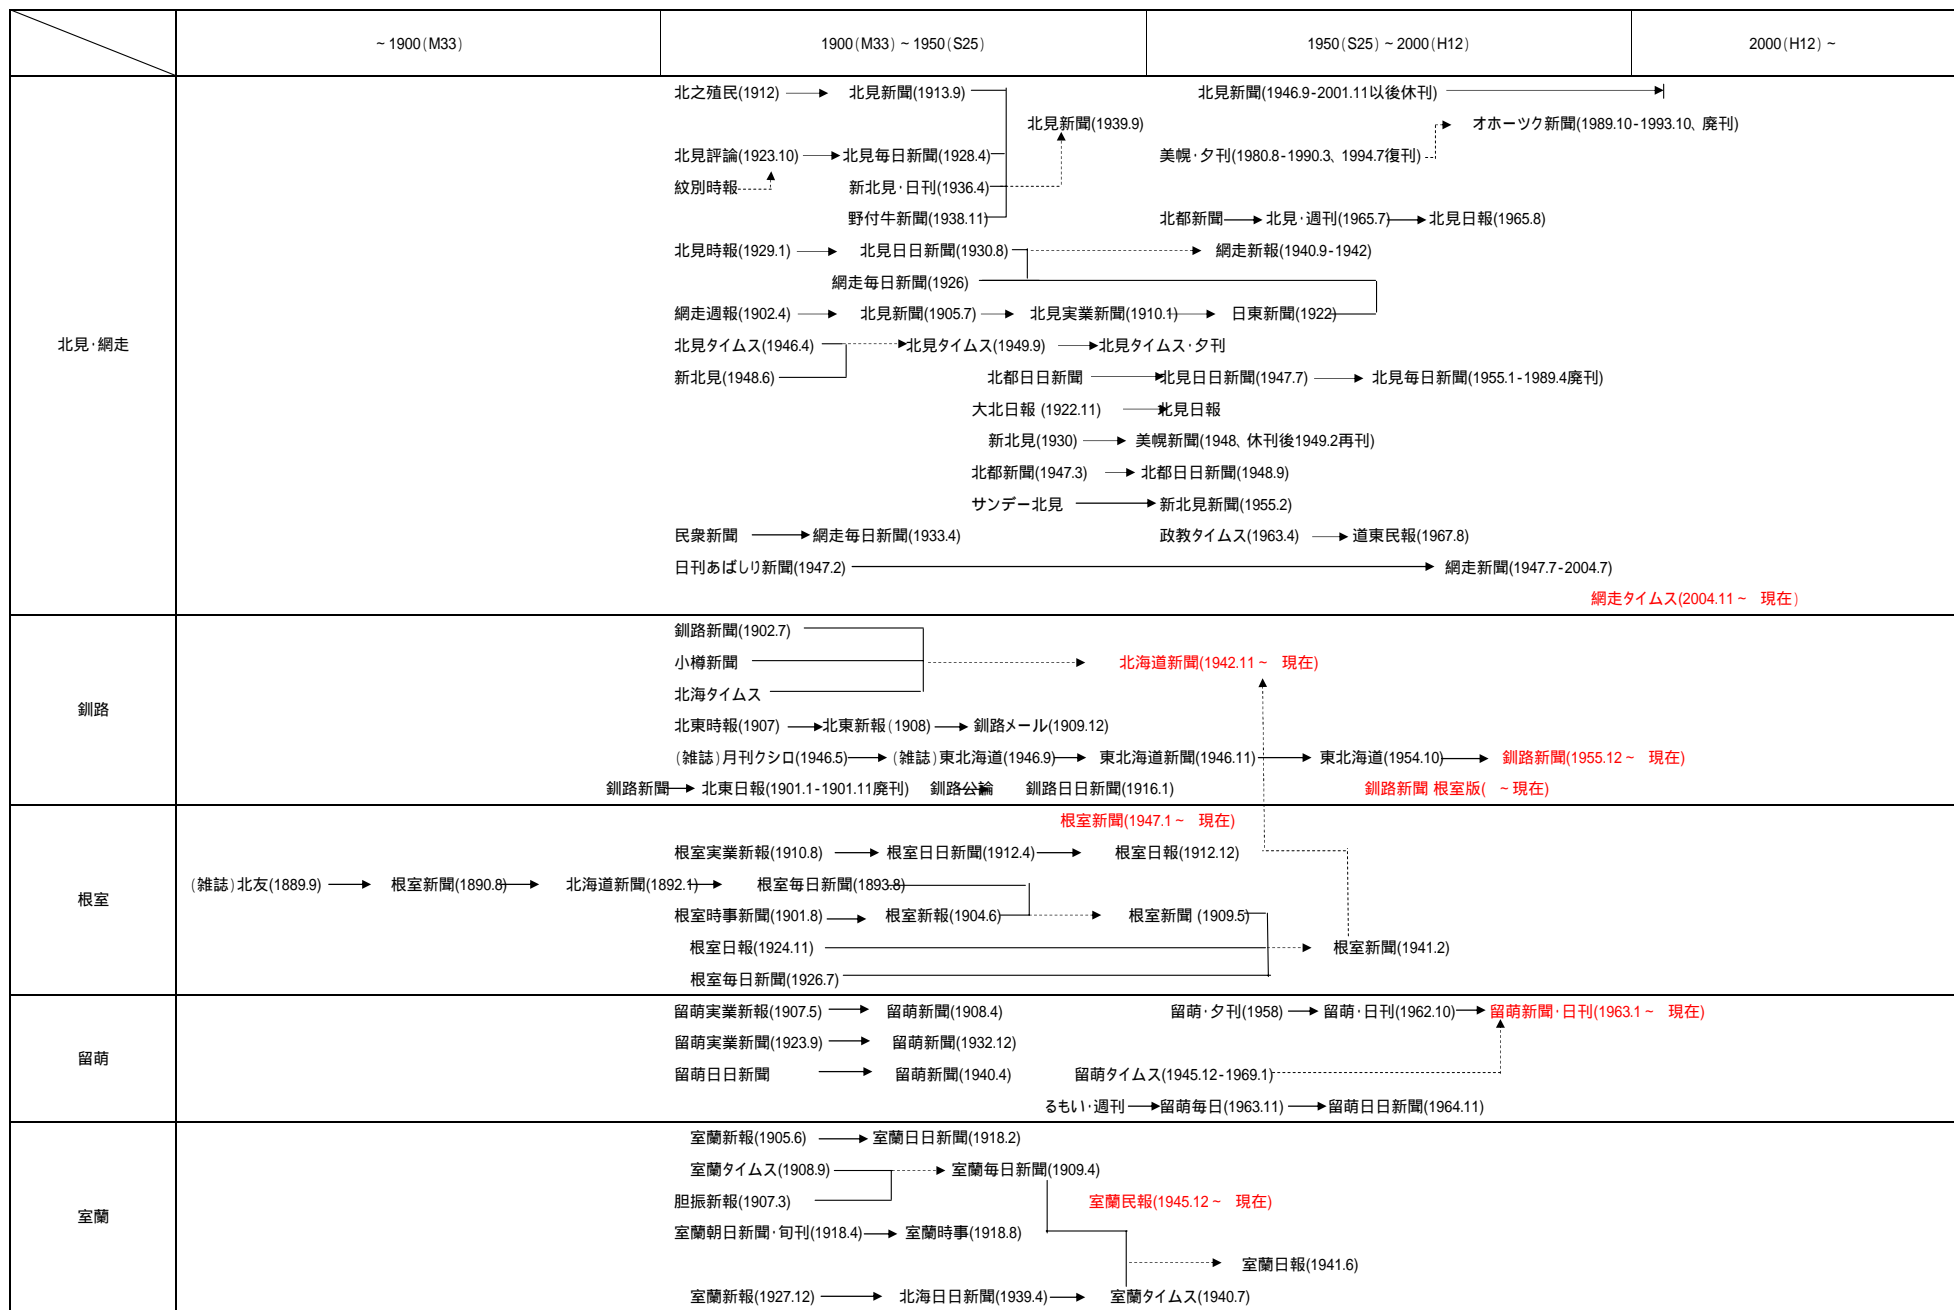 ~ 1900(M33) 1900(M33) ~ 1950(S25) 1950(S25) ~ 2000(H12) 2000(H12) ~
北見・網走
北之殖民(1912) 北見新聞(1913.9) 北見新聞(1946.9-2001.11以後休刊)
北見新聞(1939.9) オホーツク新聞(1989.10-1993.10、廃刊)
北見評論(1923.10) 北見毎日新聞(1928.4) 美幌・夕刊(1980.8-1990.3、1994.7復刊)
紋別時報 新北見・日刊(1936.4)
野付牛新聞(1938.11) 北都新聞 北見・週刊(1965.7) 北見日報(1965.8)
北見時報(1929.1) 北見日日新聞(1930.8) 網走新報(1940.9-1942)
網走毎日新聞(1926)
網走週報(1902.4) 北見新聞(1905.7) 北見実業新聞(1910.1) 日東新聞(1922)
北見タイムス(1946.4) 北見タイムス(1949.9) 北見タイムス・夕刊
新北見(1948.6) 北都日日新聞 北見日日新聞(1947.7) 北見毎日新聞(1955.1-1989.4廃刊)
大北日報 (1922.11) 北見日報
新北見(1930) 美幌新聞(1948、休刊後1949.2再刊)
北都新聞(1947.3) 北都日日新聞(1948.9)
サンデー北見 新北見新聞(1955.2)
民衆新聞 網走毎日新聞(1933.4) 政教タイムス(1963.4) 道東民報(1967.8)
日刊あばしり新聞(1947.2) 網走新聞(1947.7-2004.7)
網走タイムス(2004.11 ~ 現在)
釧路
釧路新聞(1902.7)
小樽新聞 北海道新聞(1942.11 ~ 現在)
北海タイムス
北東時報(1907) 北東新報(1908) 釧路メール(1909.12)
(雑誌)月刊クシロ(1946.5) (雑誌)東北海道(1946.9) 東北海道新聞(1946.11) 東北海道(1954.10) 釧路新聞(1955.12 ~ 現在)
釧路新聞 北東日報(1901.1-1901.11廃刊) 釧路公論 釧路日日新聞(1916.1) 釧路新聞 根室版( ~ 現在)
根室
根室新聞(1947.1 ~ 現在)
根室実業新報(1910.8) 根室日日新聞(1912.4) 根室日報(1912.12)
(雑誌)北友(1889.9) 根室新聞(1890.8) 北海道新聞(1892.1) 根室毎日新聞(1893.8)
根室時事新聞(1901.8) 根室新報(1904.6) 根室新聞 (1909.5)
根室日報(1924.11) 根室新聞(1941.2)
根室毎日新聞(1926.7)
留萌
留萌実業新報(1907.5) 留萌新聞(1908.4) 留萌・夕刊(1958) 留萌・日刊(1962.10) 留萌新聞・日刊(1963.1 ~ 現在)
留萌実業新聞(1923.9) 留萌新聞(1932.12)
留萌日日新聞 留萌新聞(1940.4) 留萌タイムス(1945.12-1969.1)
るもい・週刊 留萌毎日(1963.11) 留萌日日新聞(1964.11)
室蘭
室蘭新報(1905.6) 室蘭日日新聞(1918.2)
室蘭タイムス(1908.9) 室蘭毎日新聞(1909.4)
胆振新報(1907.3) 室蘭民報(1945.12 ~ 現在)
室蘭朝日新聞・旬刊(1918.4) 室蘭時事(1918.8)
室蘭日報(1941.6)
室蘭新報(1927.12) 北海日日新聞(1939.4) 室蘭タイムス(1940.7)